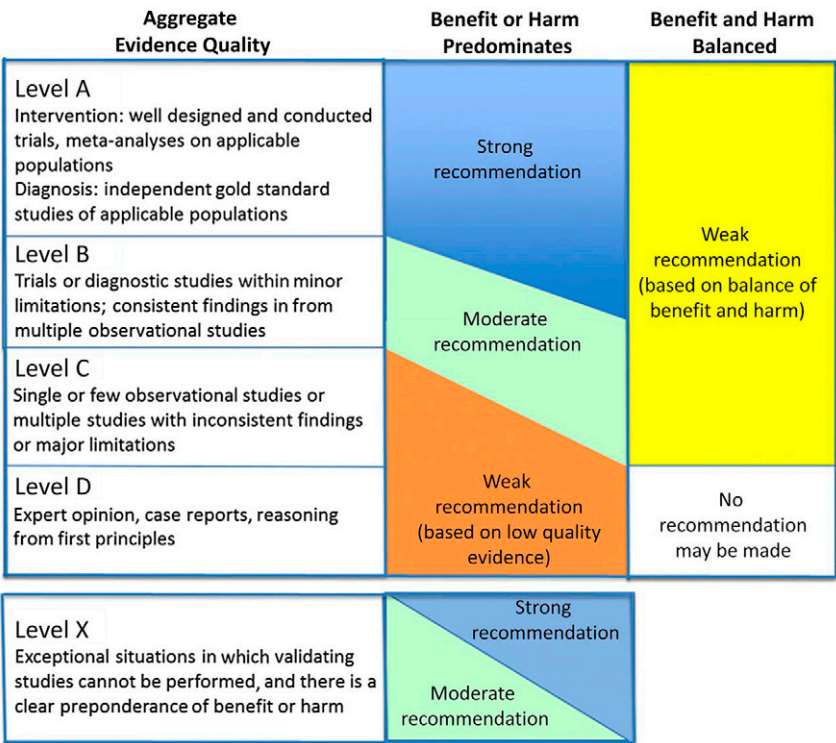 Aggregate
Evidence Quality
Benefit or Harm
Predominates
Benefit and Harm
Balanced
Level A
Intervention: well designed and conducted
trials, meta-analyses on applicable
populations
Diagnosis: independent gold standard
studies of applicable populations
Strong
recommendation
Weak
recommendation
(based on balance of
benefit and harm)
Level B
Trials or diagnostic studies within minor
limitations; consistent findings in from
multiple observational studies
Moderate
recommendation
Level C
Single or few observational studies or
multiple studies with inconsistent findings
or major limitations
Level D
Expert opinion, case reports, reasoning
from first principles
Weak
recommendation
(based on low quality
evidence)
No
recommendation
may be made
Level X
Exceptional situations in which validating
studies cannot be performed, and there is a
clear preponderance of benefit or harm
Strong
recommendation
Moderate
recommendation